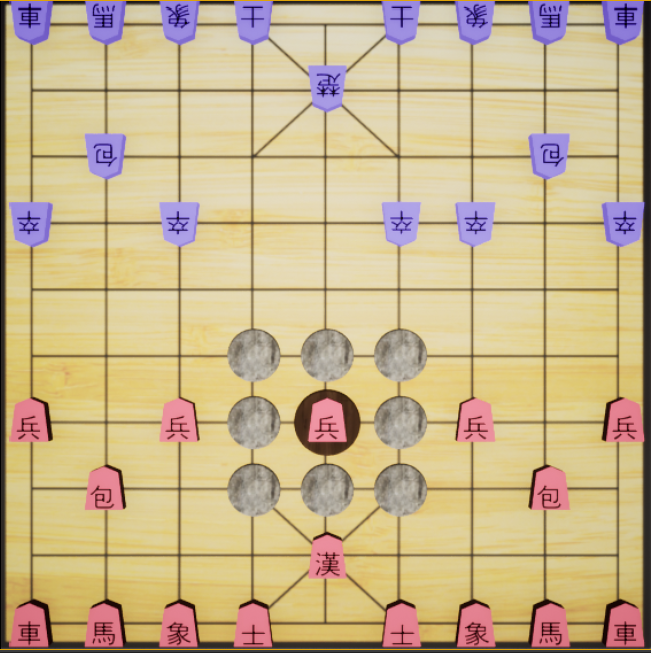 車 馬 象 士 士 象 馬 車
楚
包 包
卒 卒 卒 卒 卒
兵 兵 兵 兵 兵
包 包
漢
車 馬 象 士 士 象 馬 車